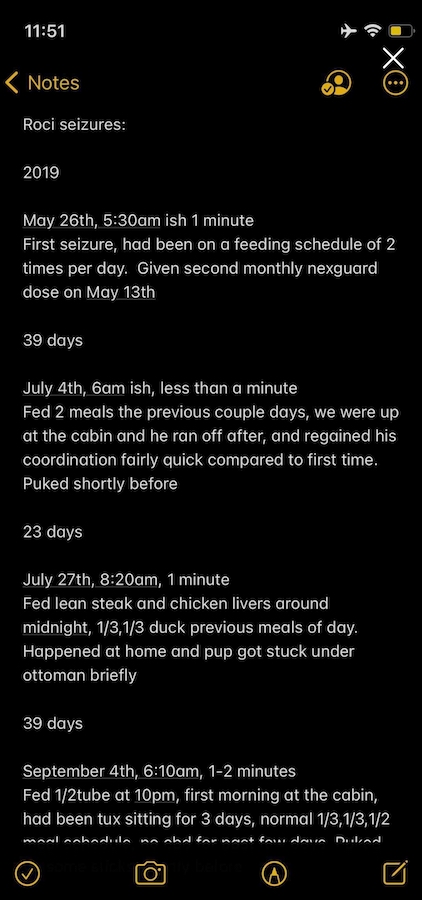 11:51
Notes
Roci seizures:
2019
May 26th, 5:30am ish 1 minute
First seizure, had been on a feeding schedule of 2
times per day.  Given second monthly nexguard
dose on May 13th
39 days
July 4th, 6am ish, less than a minute
Fed 2 meals the previous couple days, we were up
at the cabin and he ran off after, and regained his
coordination fairly quick compared to first time.
Puked shortly before
23 days
July 27th, 8:20am, 1 minute
Fed lean steak and chicken livers around
midnight, 1/3,1/3 duck previous meals of day.
Happened at home and pup got stuck under
ottoman briefly
39 days
September 4th, 6:10am, 1-2 minutes
Fed 1/2tube at 10pm, first morning at the cabin,
had been tux sitting for 3 days, normal 1/3,1/3,1/2
meal schedule, no cbd for past few days. Puked